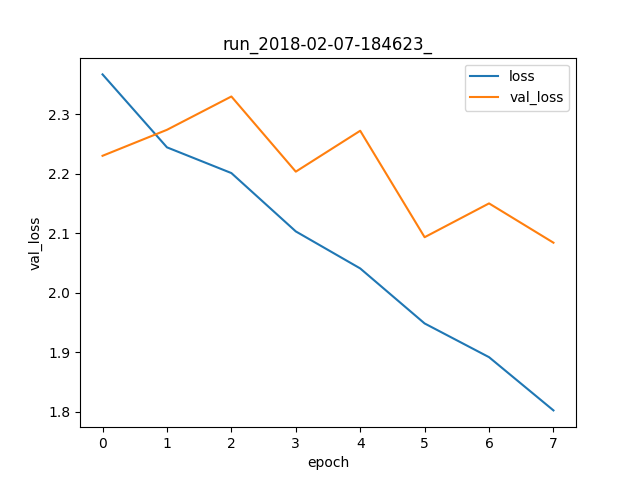 run_2018-02-07-184623_
loss
val_loss
2.3
2.2
2.1
2.0
1.9
1.8
val_loss
0 1 2 3 4 5 6 7
epoch